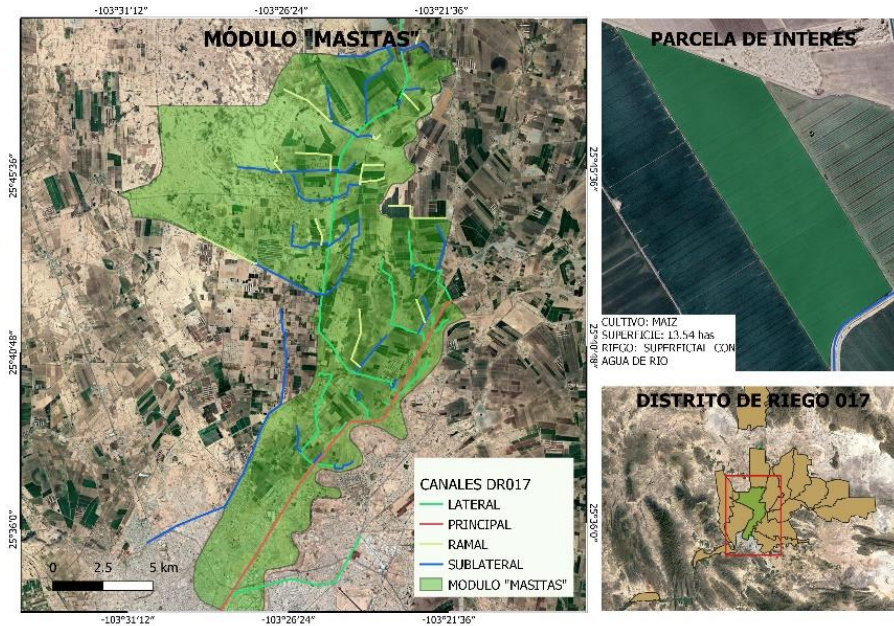 -103°31'12"
-103°26'24"
-103°21'36"
MÓDULO "MASITAS"
25°45'36"
25°40'48"
25°36'0"
CANALES DR017
LATERAL
PRINCIPAL
RAMAL
SUBLATERAL
MODULO "MASITAS"
0 2.5 5 km
-103°31'12"
-103°26'24"
-103°21'36"
25°45'36"
25°40'48"
25°36'0"
PARCELA DE INTERÉS
CULTIVO: MAIZ
SUPERFICIE: 13.54 has
RIEGO: SUPERFICIAL CON
AGUA DE RIO
DISTRITO DE RIEGO 017